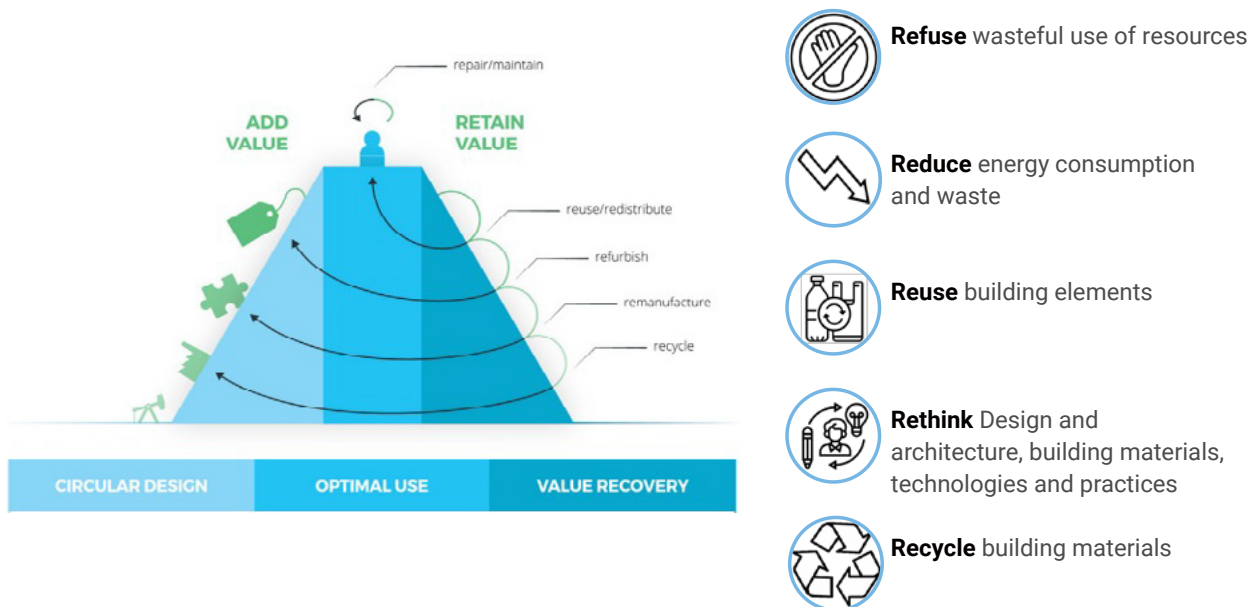 repair/maintain
ADD
VALUE
RETAIN
VALUE
reuse/redistribute
refurbish
remanufacture
recycle
CIRCULAR DESIGN
OPTIMAL USE
VALUE RECOVERY
Refuse wasteful use of resources
Reduce energy consumption
and waste
Reuse building elements
Rethink Design and
architecture, building materials,
technologies and practices
Recycle building materials